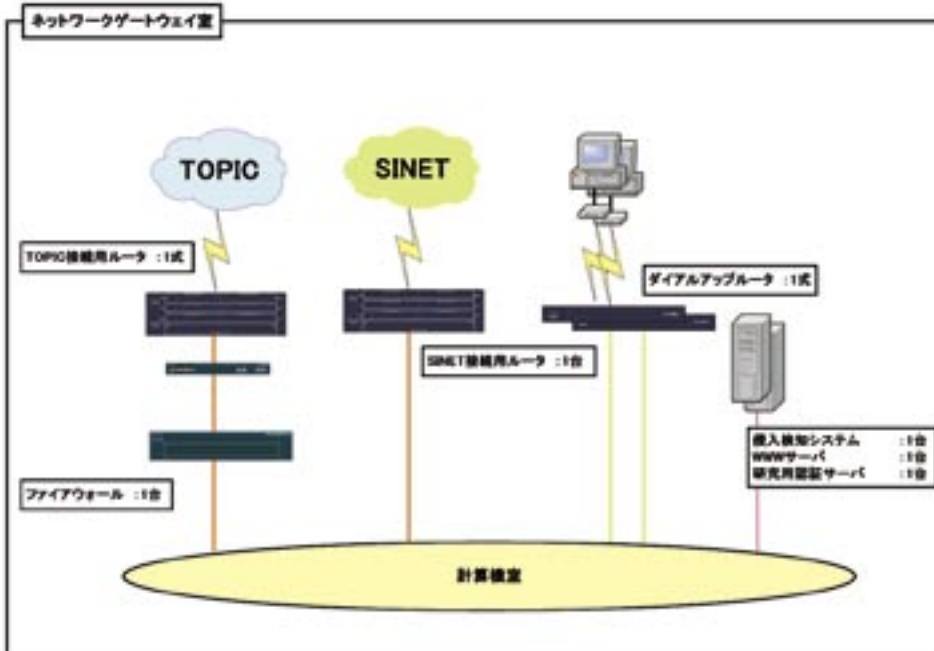 ネットワークゲートウェイ室
TOPIC
SINET
TOPIC接続用ルータ :1式
ダイアルアップルータ :1式
SINET接続用ルータ :1台
侵入検知システム :1台
WWWサーバ :1台
研究用認証サーバ :1台
ファイアウォール :1台
計算機室